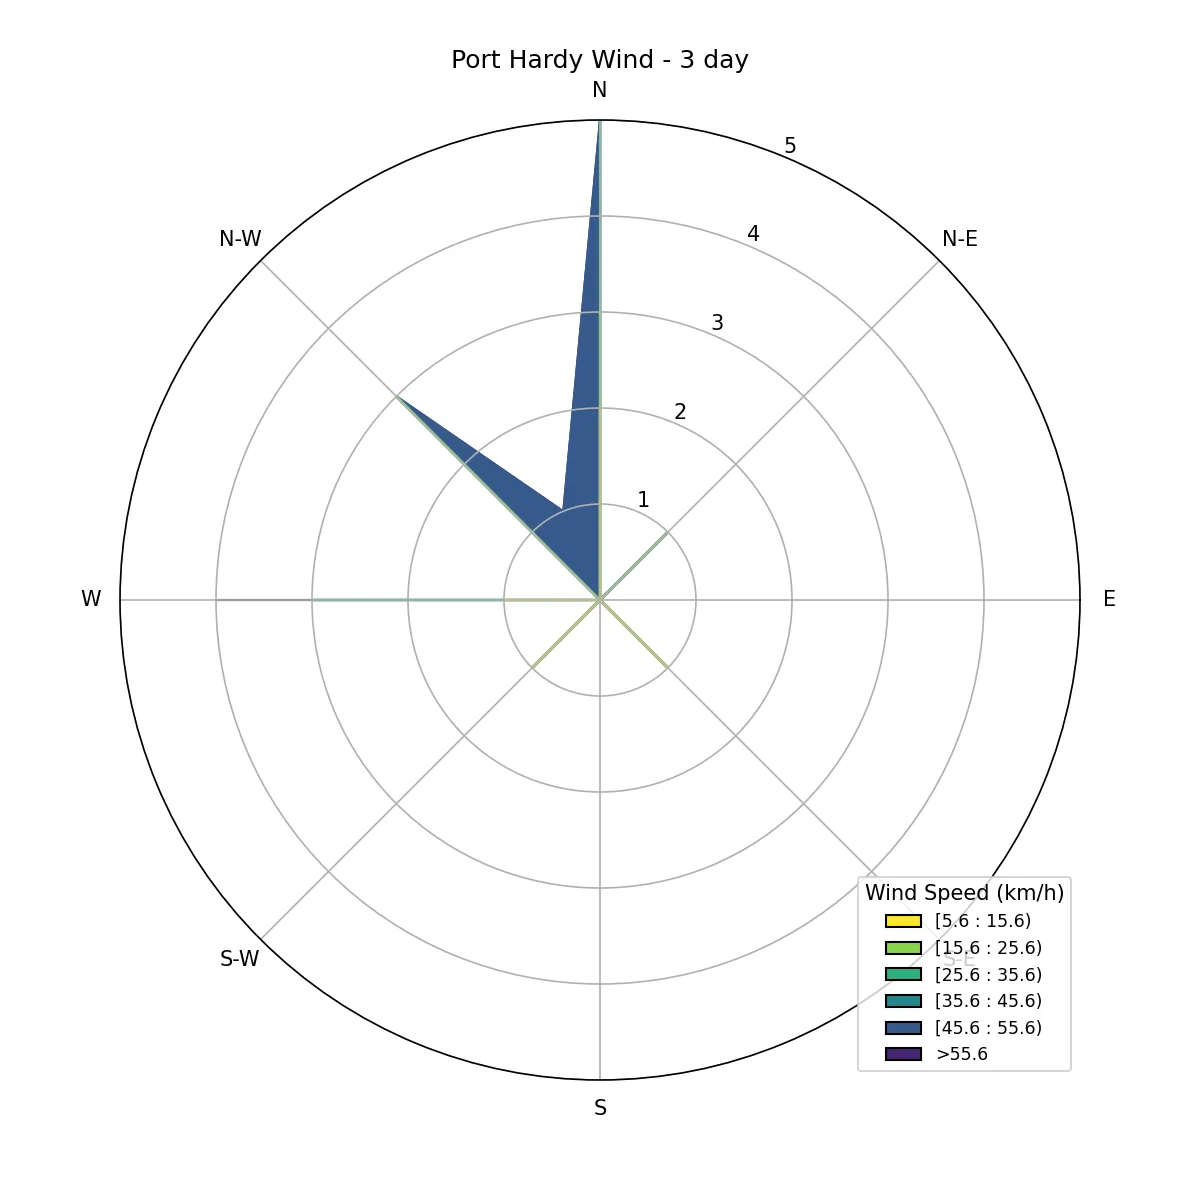 Port Hardy Wind - 3 day
N
5
N-W
4
N-E
3
2
1
W
E
S-W
S-E
S
Wind Speed (km/h)
[5.6 : 15.6)
[15.6 : 25.6)
[25.6 : 35.6)
[35.6 : 45.6)
[45.6 : 55.6)
>55.6